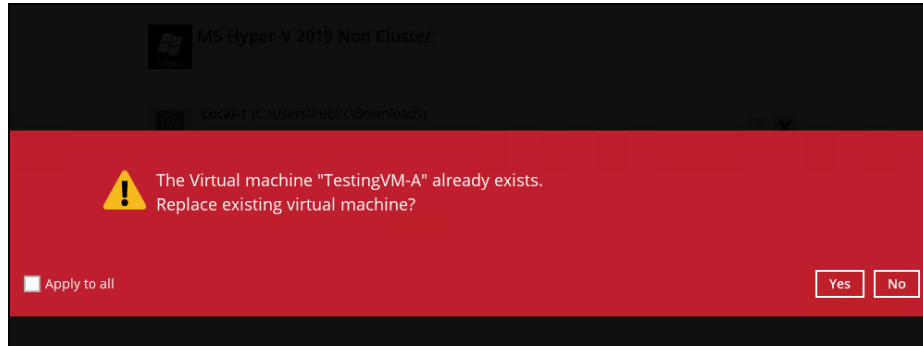 MS Hyper-V 2019 Non Cluster
Local-1 (C:\Users\Public\Downloads)
The Virtual machine "TestingVM-A" already exists.
Replace existing virtual machine?
Apply to all
Yes
No